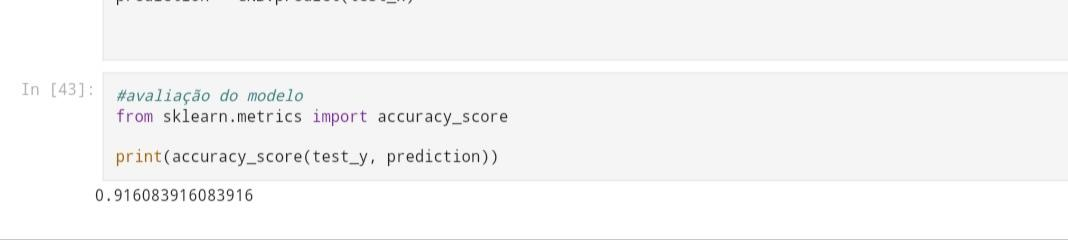 In [43]:
#avaliação do modelo
from sklearn.metrics import accuracy_score
print(accuracy_score(test_y, prediction))
0.916083916083916